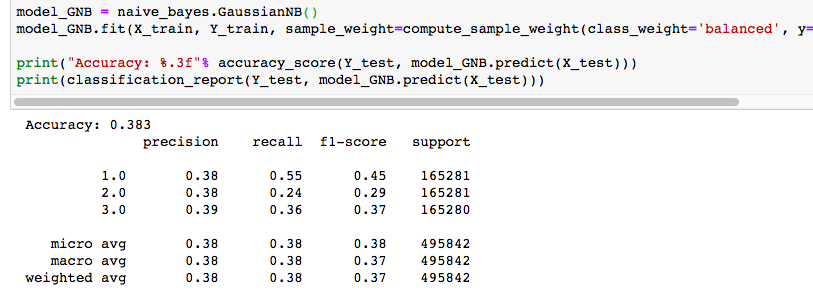 model_GNB = naive_bayes.GaussianNB()
model_GNB.fit(X_train, Y_train, sample_weight=compute_sample_weight(class_weight='balanced', y=
print("Accuracy: %.3f"% accuracy_score(Y_test, model_GNB.predict(X_test)))
print(classification_report(Y_test, model_GNB.predict(X_test)))
Accuracy: 0.383
precision recall f1-score support
1.0 0.38 0.55 0.45 165281
2.0 0.38 0.24 0.29 165281
3.0 0.39 0.36 0.37 165280
micro avg 0.38 0.38 0.38 495842
macro avg 0.38 0.38 0.37 495842
weighted avg 0.38 0.38 0.37 495842